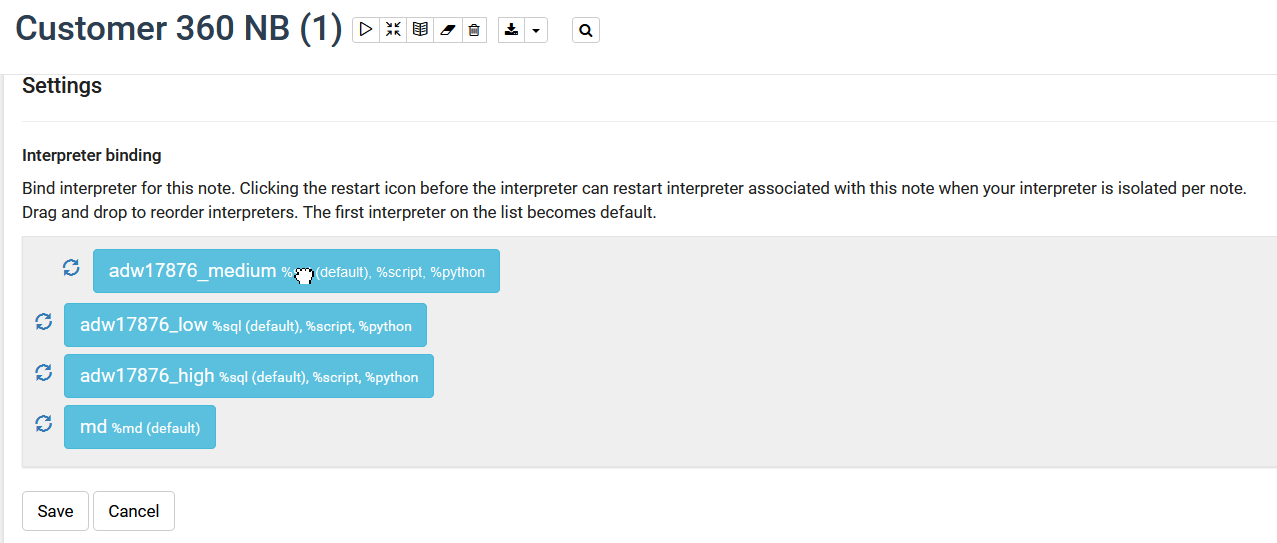 Customer 360 NB (1)
Settings
Interpreter binding
Bind interpreter for this note. Clicking the restart icon before the interpreter can restart interpreter associated with this note when your interpreter is isolated per note.
Drag and drop to reorder interpreters. The first interpreter on the list becomes default.
adw17876_medium (default), %script, %python
adw17876_low %sql (default), %script, %python
adw17876_high %sql (default), %script, %python
md %md (default)
Save Cancel